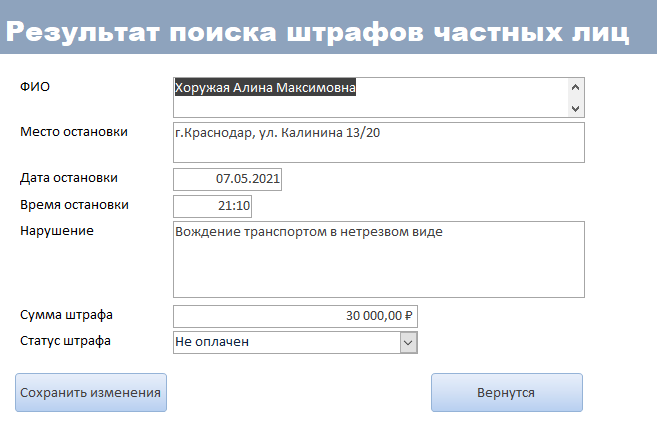 Результат поиска штрафов частных лиц
ФИО
Хоружая Алина Максимовна
Место остановки
г.Краснодар, ул. Калинина 13/20
Дата остановки
07.05.2021
Время остановки
21:10
Нарушение
Вождение транспортом в нетрезвом виде
Сумма штрафа
30 000,00 ₽
Статус штрафа
Не оплачен
Сохранить изменения
Вернутся